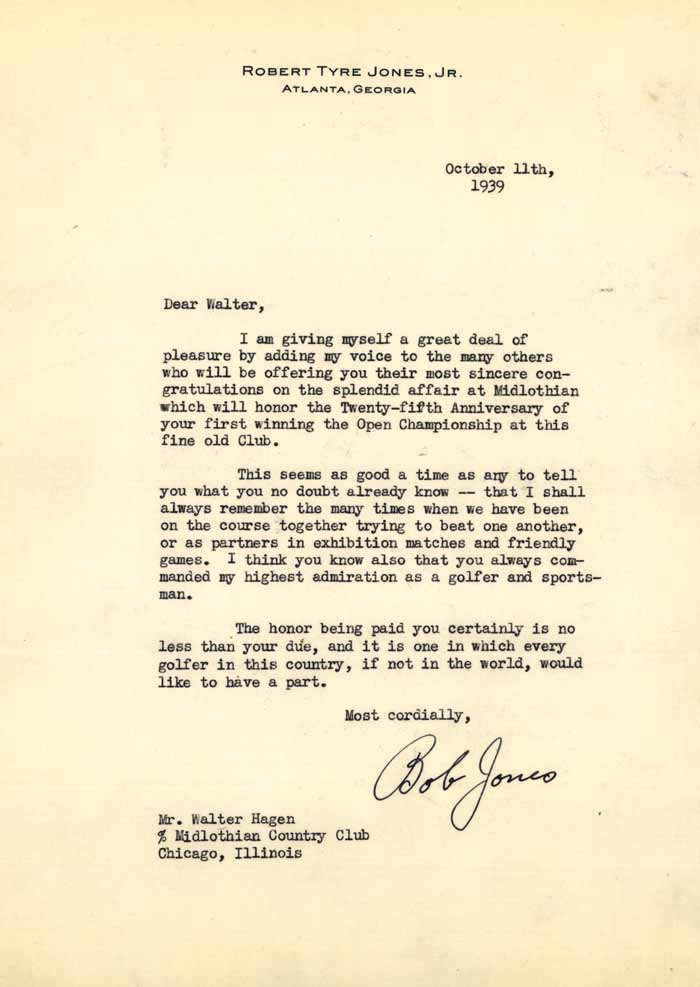 ROBERT TYRE JONES, JR.
ATLANTA, GEORGIA
October 11th,
1939
Dear Walter,
I am giving myself a great deal of
pleasure by adding my voice to the many others
who will be offering you their most sincere con-
gratulations on the splendid affair at Midlothian
which will honor the Twenty-fifth Anniversary of
your first winning the Open Championship at this
fine old Club.
This seems as good a time as any to tell
you what you no doubt already know -- that I shall
always remember the many times when we have been
on the course together trying to beat one another,
or as partners in exhibition matches and friendly
games. I think you know also that you always com-
manded my highest admiration as a golfer and sports-
man.
The honor being paid you certainly is no
less than your due, and it is one in which every
golfer in this country, if not in the world, would
like to have a part.
Most cordially,
Bob Jones
Mr. Walter Hagen
% Midlothian Country Club
Chicago, Illinois